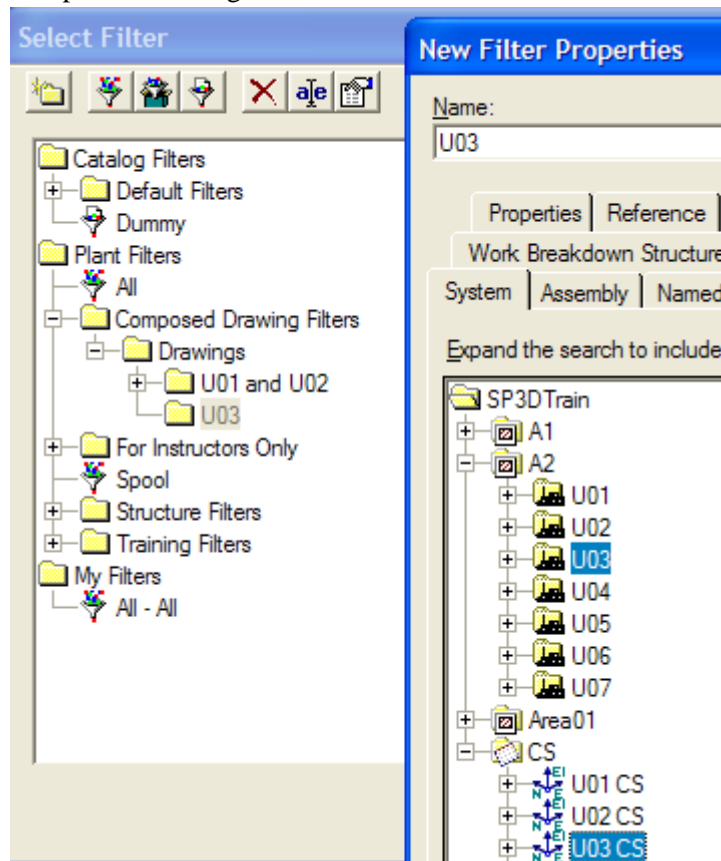 Select Filter
Catalog Filters
Default Filters
Dummy
Plant Filters
All
Composed Drawing Filters
Drawings
U01 and U02
U03
For Instructors Only
Spool
Structure Filters
Training Filters
My Filters
All - All
New Filter Properties
Name:
U03
Properties Reference
Work Breakdown Structure
System Assembly Named
Expand the search to include
SP3DTrain
A1
A2
U01
U02
U03
U04
U05
U06
U07
Area01
CS
U01 CS
U02 CS
U03 CS